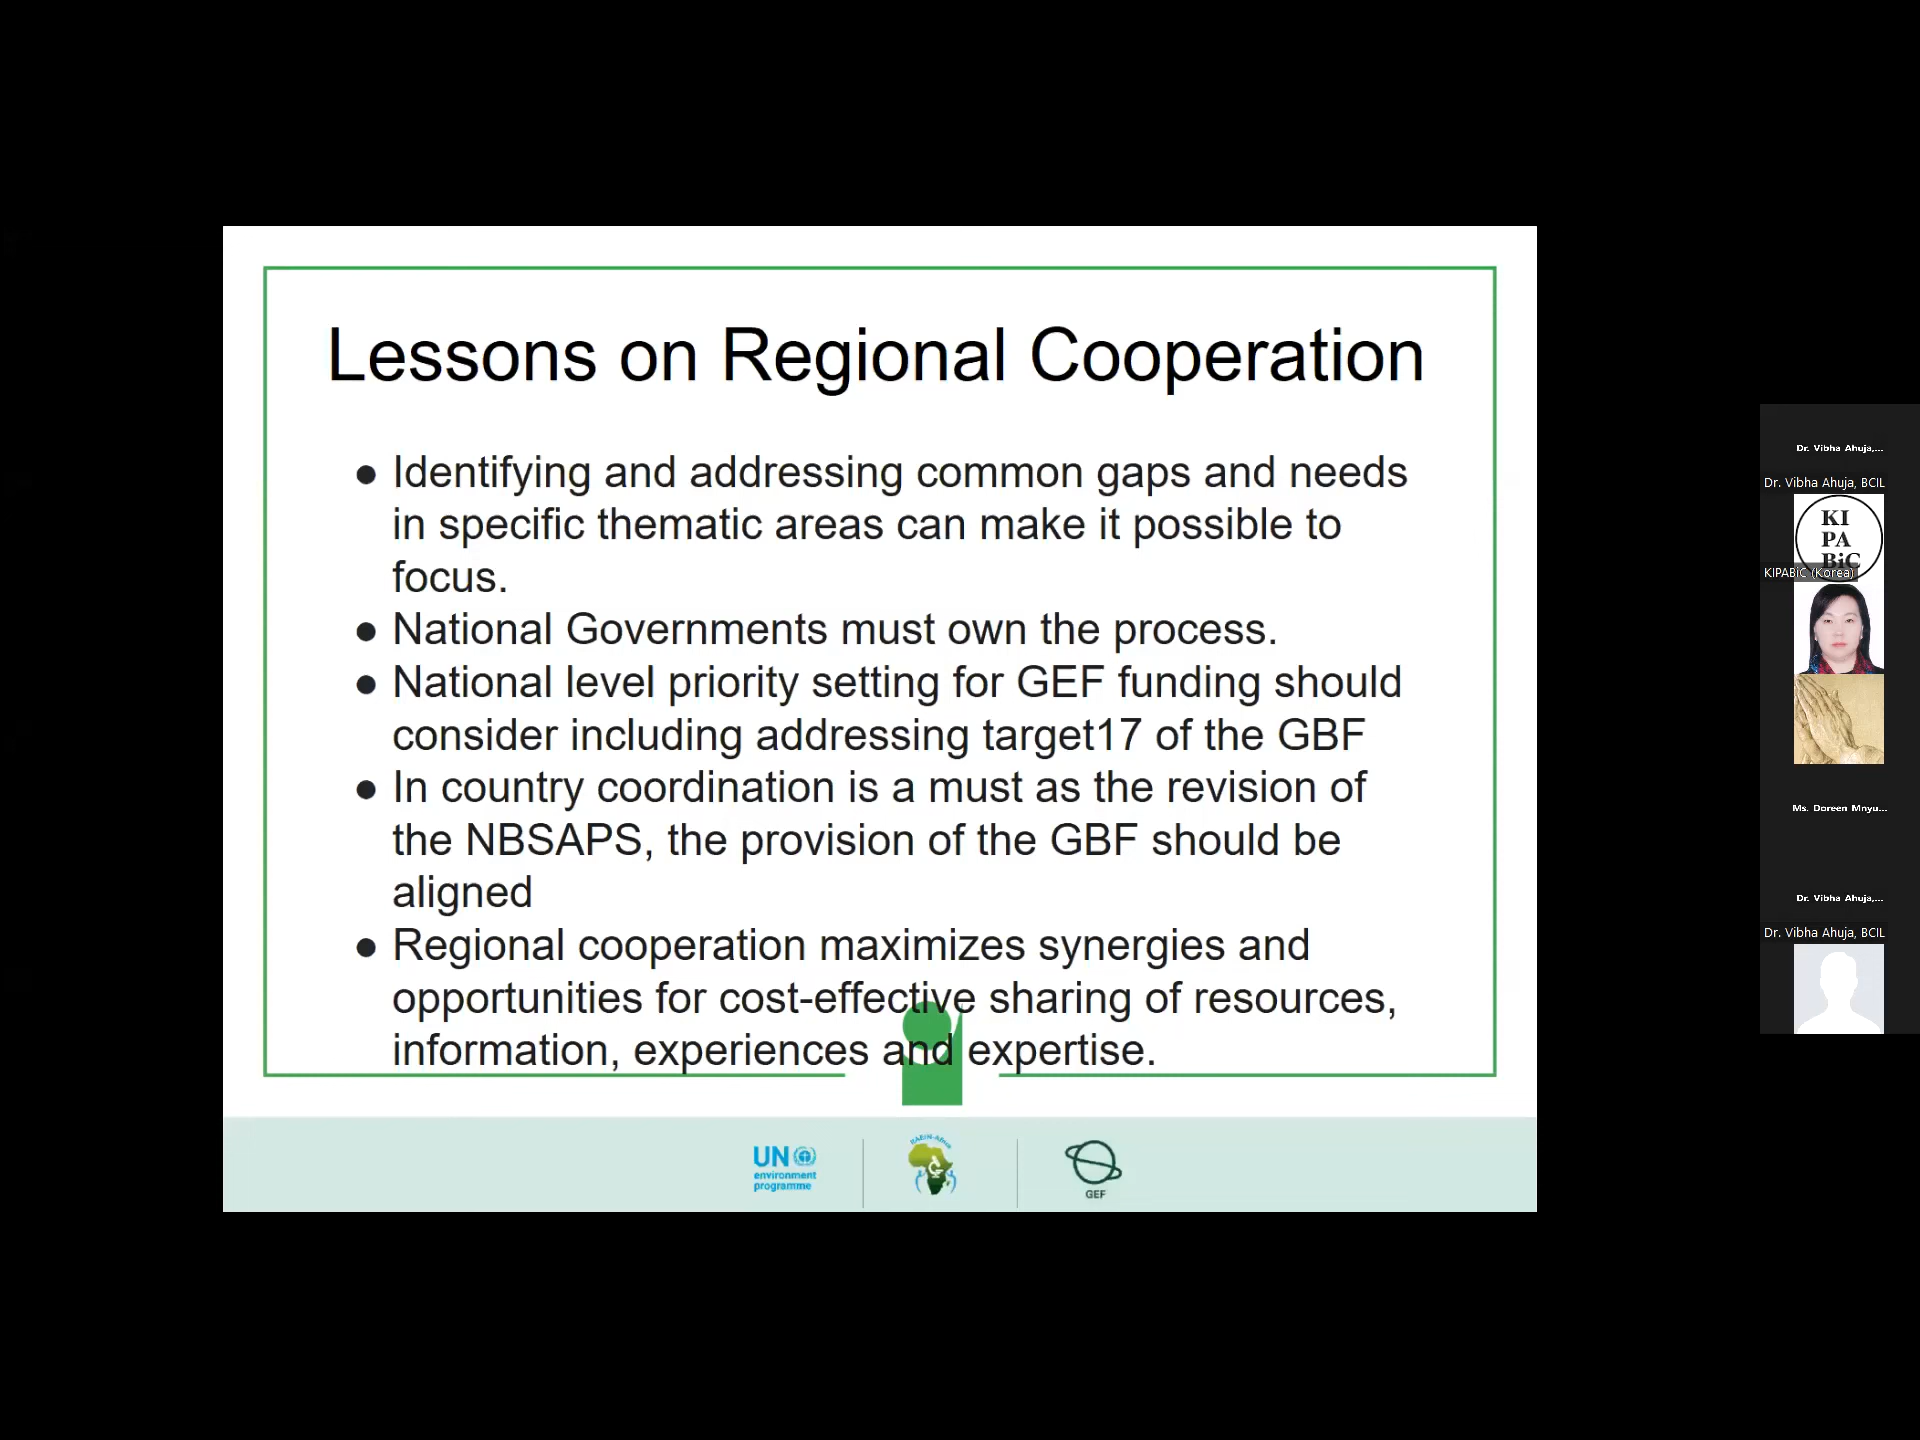 Lessons on Regional Cooperation
● Identifying and addressing common gaps and needs
in specific thematic areas can make it possible to
focus.
● National Governments must own the process.
● National level priority setting for GEF funding should
consider including addressing target17 of the GBF
● In country coordination is a must as the revision of
the NBSAPS, the provision of the GBF should be
aligned
● Regional cooperation maximizes synergies and
opportunities for cost-effective sharing of resources,
information, experiences and expertise.
UN
environment
programme
GEF
Dr. Vibha Ahuja,...
Dr. Vibha Ahuja, BCIL
KI
PA
BiC
KIPABiC (Korea)
Ms. Doreen Mnyu...
Dr. Vibha Ahuja,...
Dr. Vibha Ahuja, BCIL